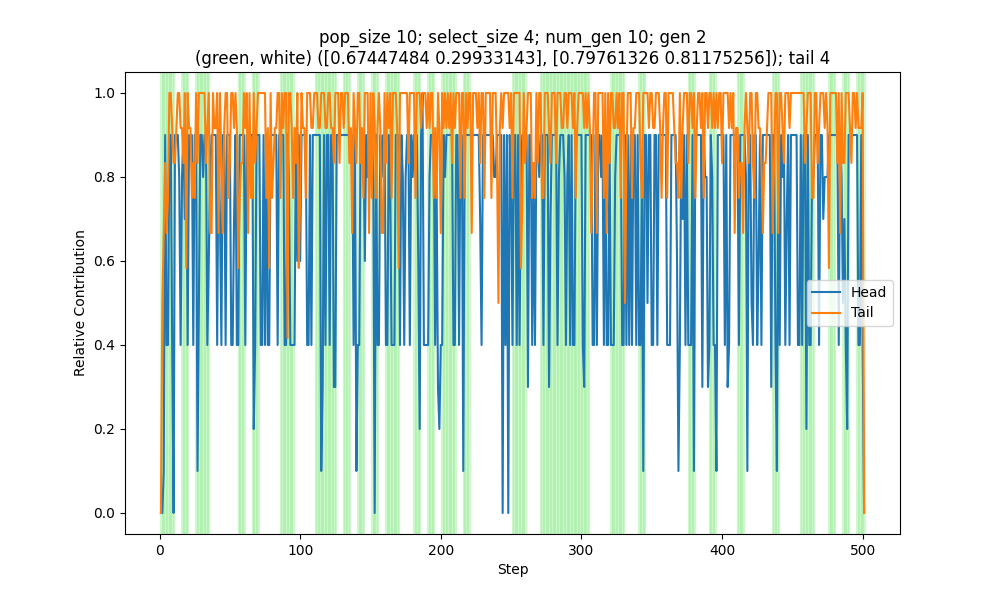 pop_size 10; select_size 4; num_gen 10; gen 2
(green, white) ([0.67447484 0.29933143], [0.79761326 0.81175256]); tail 4
Relative Contribution
1.0
0.8
0.6
0.4
0.2
0.0
Head
Tail
0
100
200
300
400
500
Step